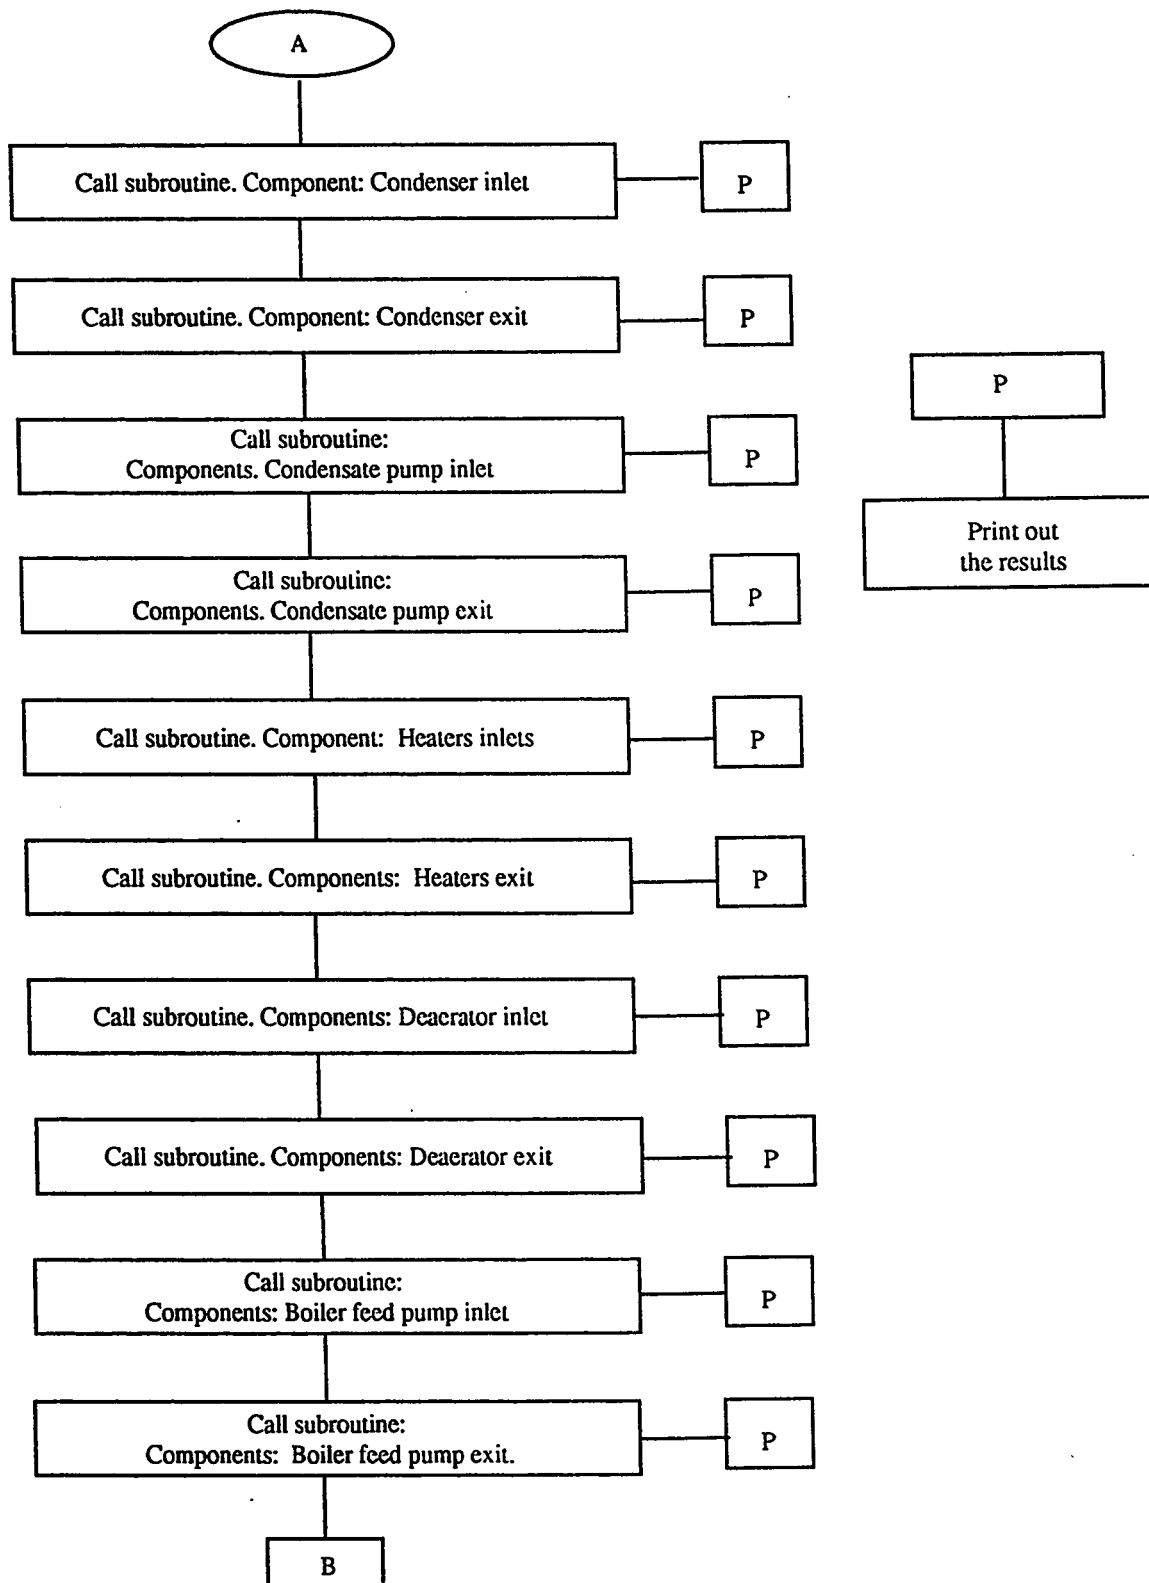 A
Call subroutine. Component: Condenser inlet
P
Call subroutine. Component: Condenser exit
P
Call subroutine:
Components. Condensate pump inlet
P
Call subroutine:
Components. Condensate pump exit
P
Call subroutine. Component: Heaters inlets
P
Call subroutine. Components: Heaters exit
P
Call subroutine. Components: Deaerator inlet
P
Call subroutine. Components: Deaerator exit
P
Call subroutine:
Components: Boiler feed pump inlet
P
Call subroutine:
Components: Boiler feed pump exit.
P
B
P
Print out
the results